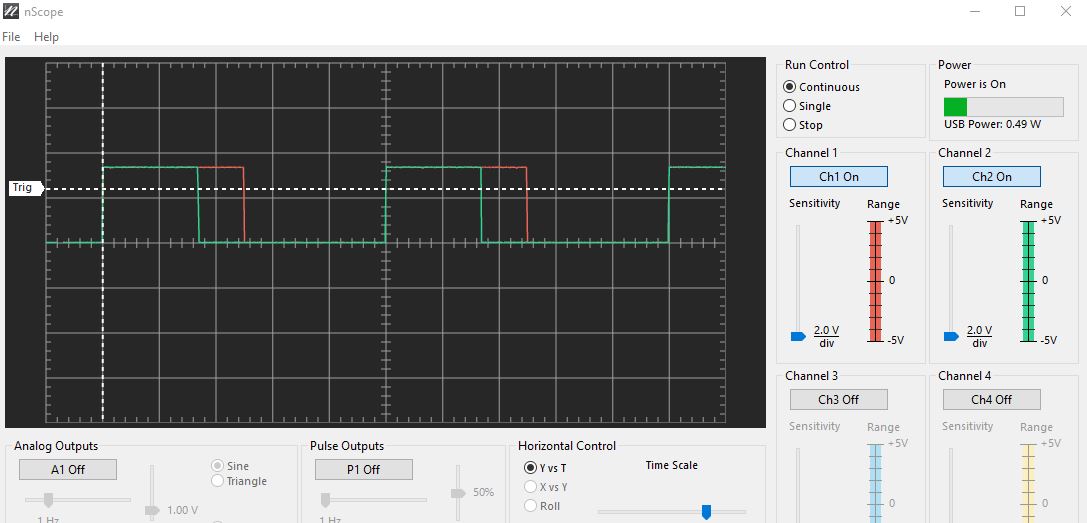 nScope
File Help
Trig
Run Control
Continuous
Single
Stop
Power
Power is On
USB Power: 0.49 W
Channel 1
Ch1 On
Sensitivity Range
+5V
0
2.0 V
div
-5V
Channel 2
Ch2 On
Sensitivity Range
+5V
0
2.0 V
div
-5V
Channel 3
Ch3 Off
Sensitivity Range
+5V
0
Channel 4
Ch4 Off
Sensitivity Range
+5V
0
Analog Outputs
A1 Off
Sine
Triangle
1.00 V
1 Hz
Pulse Outputs
P1 Off
50%
1 Hz
Horizontal Control
Y vs T
X vs Y
Roll
Time Scale